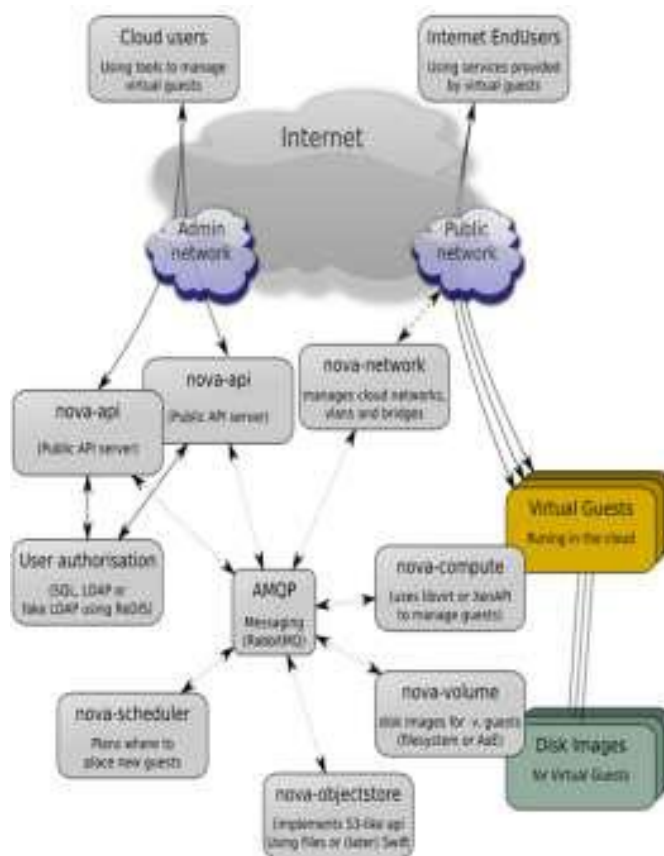 Cloud users
Using tools to manage
virtual guests
Internet EndUsers
Using services provided
by virtual guests
Internet
Admin
network
Public
network
nova-api
(Public API server)
nova-network
manages cloud networks,
vlans and bridges
nova-api
(Public API server)
Virtual Guests
Runing in the cloud
User authorisation
(SQL, LDAP or
fake LDAP using ReDIS)
AMQP
Messaging
(RabbitMQ)
nova-compute
(uses libvirt or XenAPI
to manage guests)
nova-scheduler
Plans where to
place new guests
nova-volume
disk images for v. guests
(filesystem or AoE)
Disk Images
for Virtual Guests
nova-objectstore
(implements S3-like api
Using files or (later) Swift